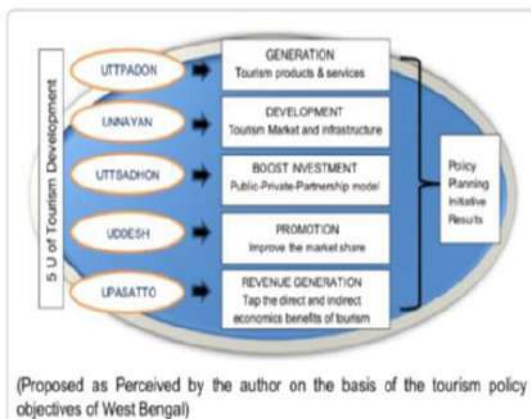 5 U of Tourism Development
UTTPADON
GENERATION
Tourism products & services
UNNAYAN
DEVELOPMENT
Tourism Market and infrastructure
UTTSADHON
BOOST INVESTMENT
Public-Private-Partnership model
UDDESH
PROMOTION
Improve the market share
UPASATTO
REVENUE GENERATION
Tap the direct and indirect
economics benefits of tourism
Policy
Planning
Initiative
Results
(Proposed as Perceived by the author on the basis of the tourism policy
objectives of West Bengal)